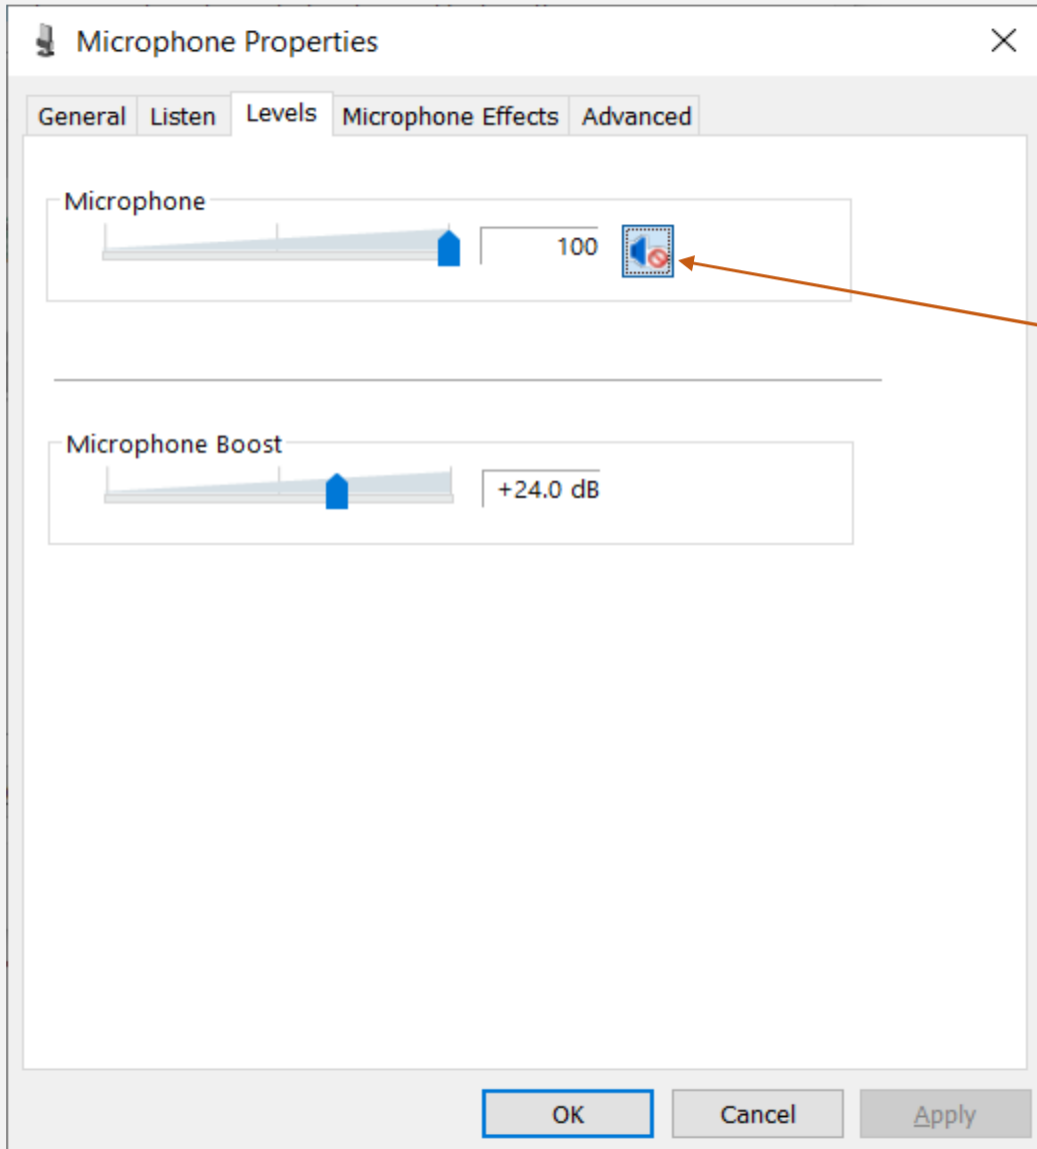 Microphone Properties
General Listen Levels Microphone Effects Advanced
Microphone
100
Microphone Boost
+24.0 dB
OK Cancel Apply